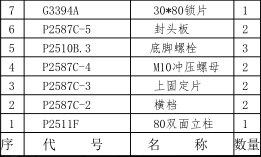 7 G3394A 30*80锁片 1
6 P2587C-5 封头板 2
5 P2510B.3 底脚螺栓 3
4 P2587C-4 M10冲压螺母 2
3 P2587C-3 上固定片 2
2 P2587C-2 横档 2
1 P2511F 80双面立柱 1
序 代 号 名 称 数量